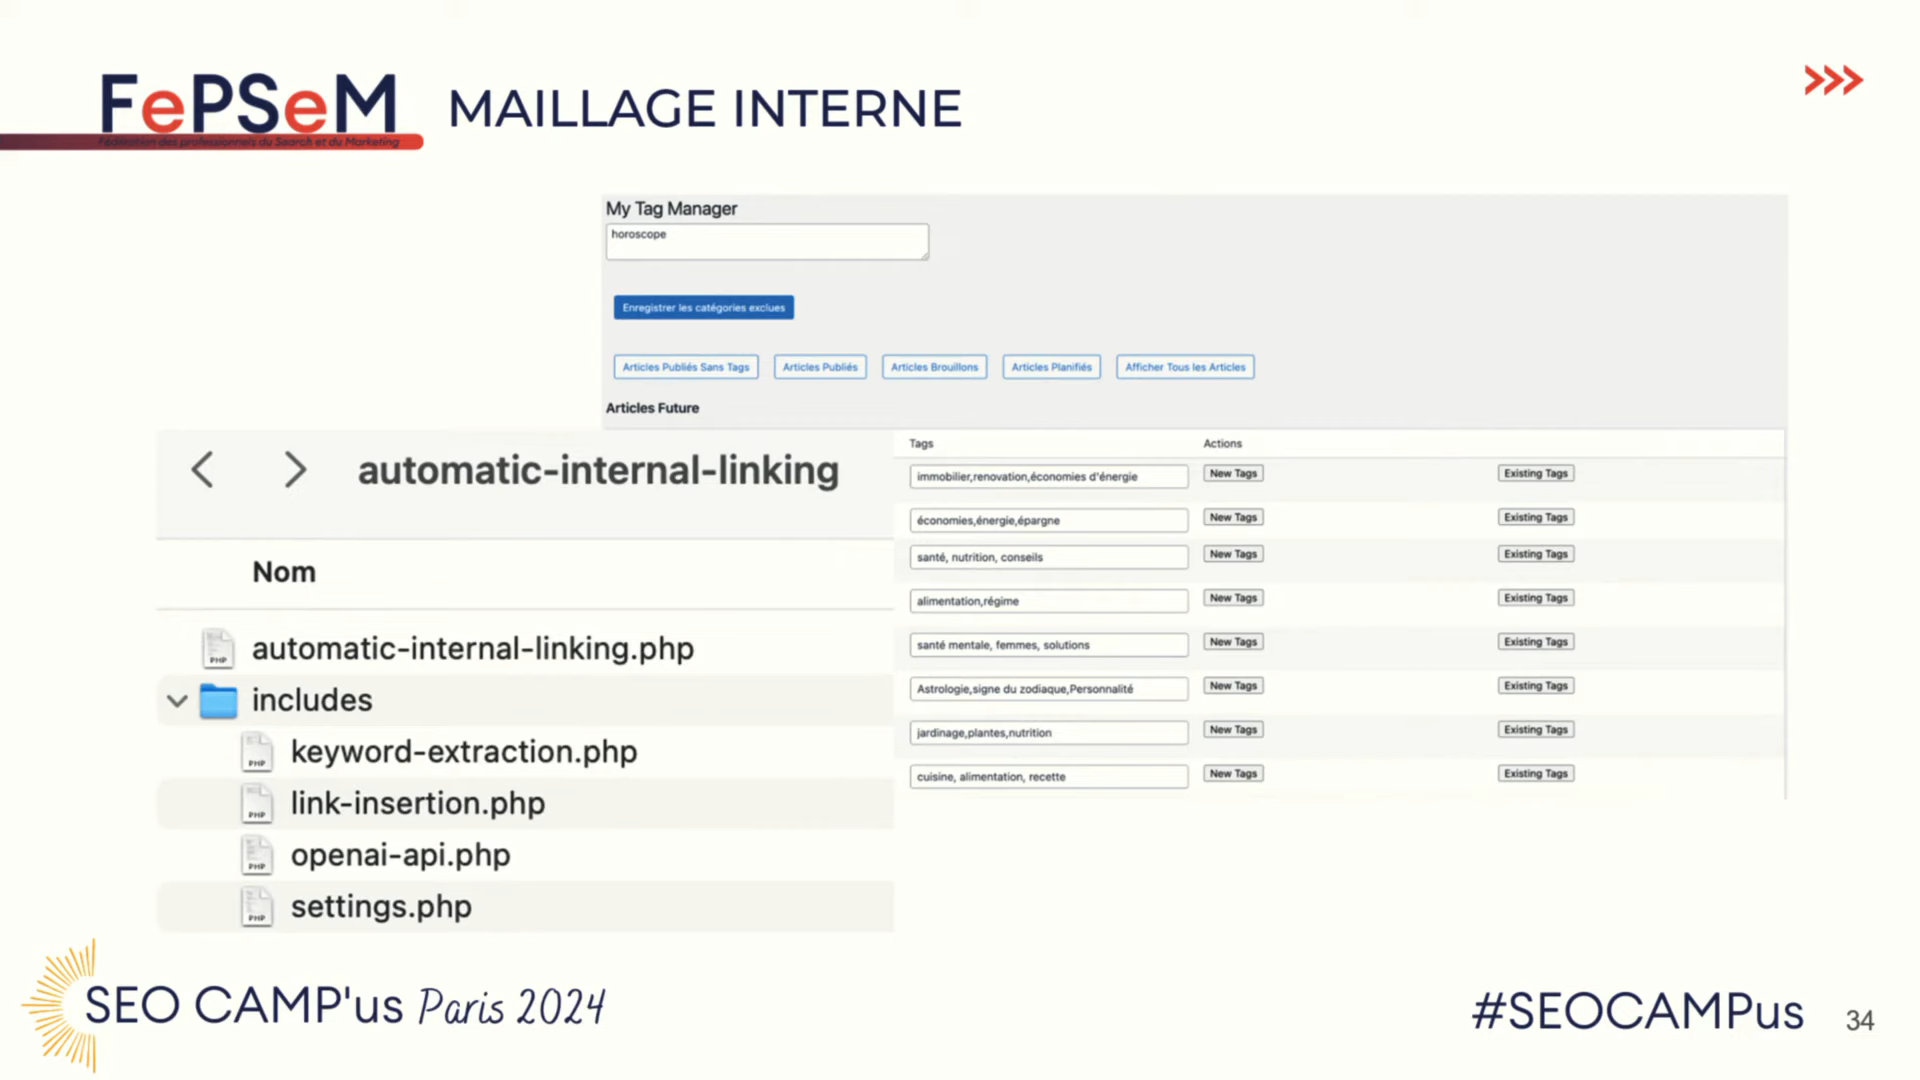 FePSeM
Fédération des professionnels du Search et du Marketing
MAILLAGE INTERNE
My Tag Manager
horoscope
Enregistrer les catégories exclues
Articles Publiés Sans Tags
Articles Publiés
Articles Brouillons
Articles Planifiés
Afficher Tous les Articles
Articles Future
automatic-internal-linking
Nom
automatic-internal-linking.php
includes
keyword-extraction.php
link-insertion.php
openai-api.php
settings.php
Tags Actions
immobilier,renovation,économies d'énergie New Tags Existing Tags
économies,énergie,épargne New Tags Existing Tags
santé, nutrition, conseils New Tags Existing Tags
alimentation,régime New Tags Existing Tags
santé mentale, femmes, solutions New Tags Existing Tags
Astrologie,signe du zodiaque,Personnalité New Tags Existing Tags
jardinage,plantes,nutrition New Tags Existing Tags
cuisine, alimentation, recette New Tags Existing Tags
PHP
PHP
PHP
PHP
PHP
SEO CAMP'us Paris 2024
#SEOCAMPus
34